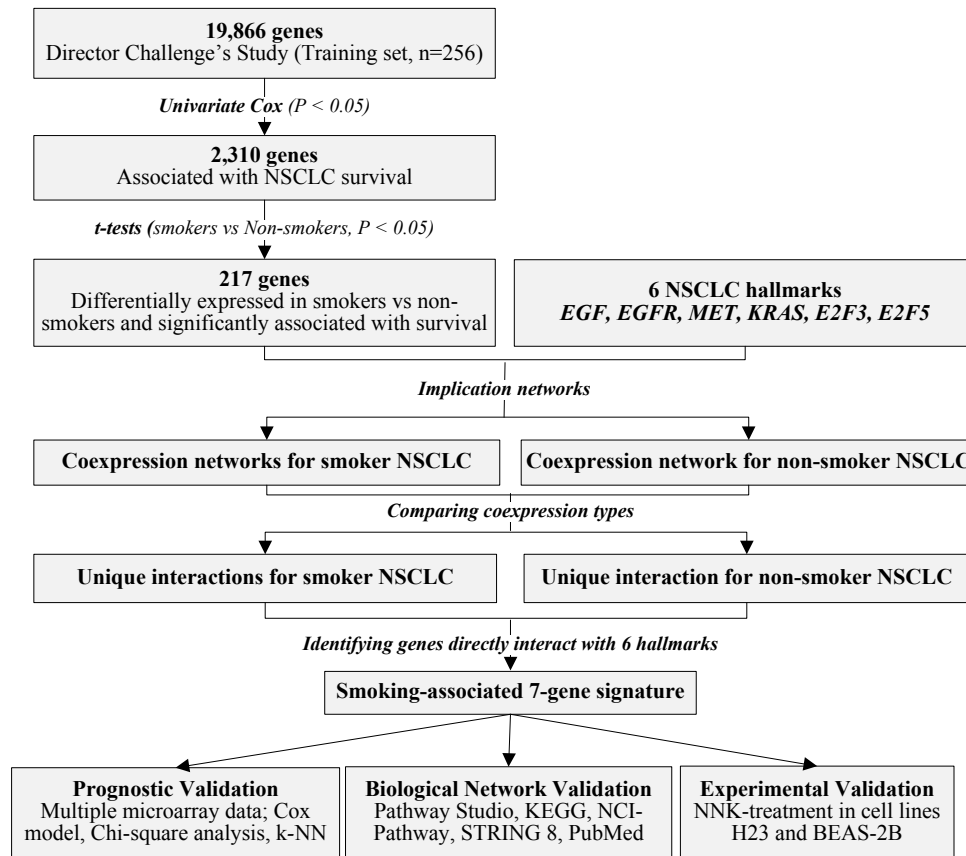 19,866 genes
Director Challenge's Study (Training set, n=256)
Univariate Cox (P < 0.05)
2,310 genes
Associated with NSCLC survival
t-tests (smokers vs Non-smokers, P < 0.05)
217 genes
Differentially expressed in smokers vs non-
smokers and significantly associated with survival
6 NSCLC hallmarks
EGF, EGFR, MET, KRAS, E2F3, E2F5
Implication networks
Coexpression networks for smoker NSCLC
Coexpression network for non-smoker NSCLC
Comparing coexpression types
Unique interactions for smoker NSCLC
Unique interaction for non-smoker NSCLC
Identifying genes directly interact with 6 hallmarks
Smoking-associated 7-gene signature
Prognostic Validation
Multiple microarray data; Cox
model, Chi-square analysis, k-NN
Biological Network Validation
Pathway Studio, KEGG, NCI-
Pathway, STRING 8, PubMed
Experimental Validation
NNK-treatment in cell lines
H23 and BEAS-2B